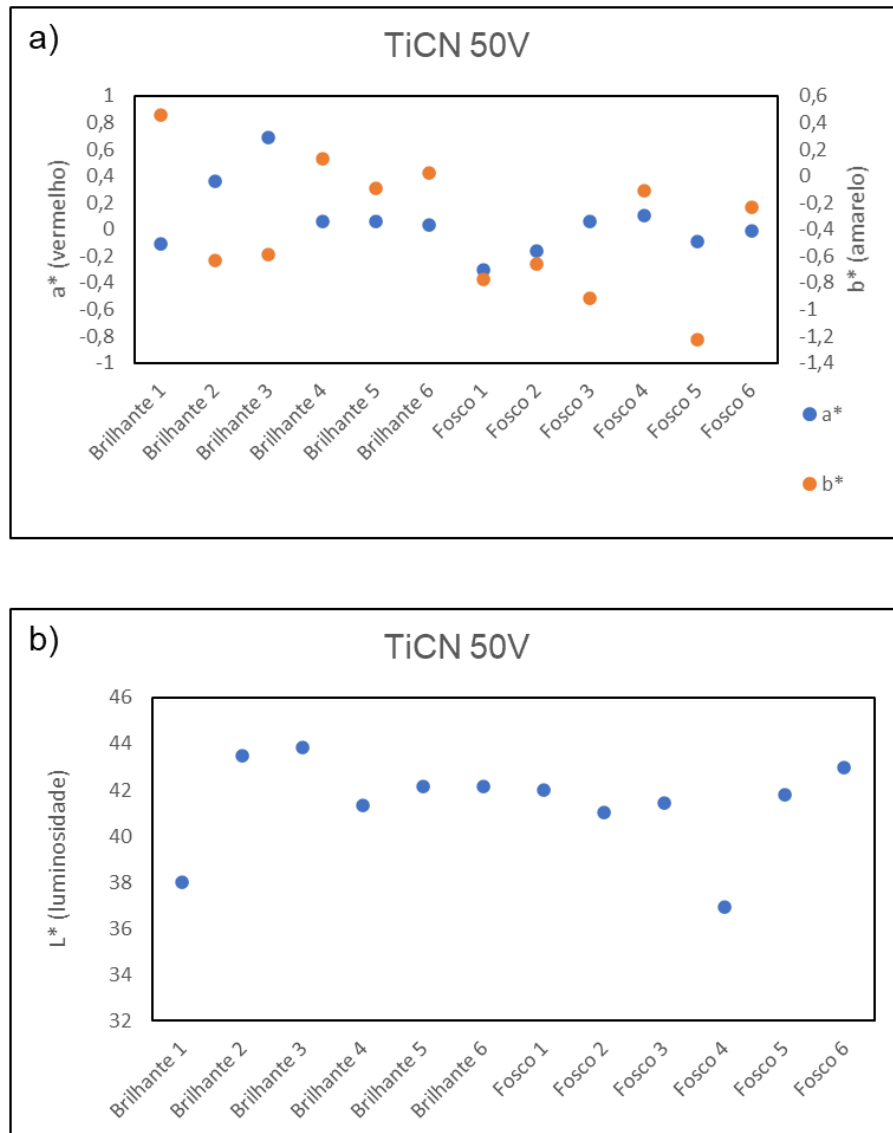 a)
TiCN 50V
1
0,8
0,6
0,4
0,2
0
-0,2
-0,4
-0,6
-0,8
-1
a* (vermelho)
0,6
0,4
0,2
0
-0,2
-0,4
-0,6
-0,8
-1
-1,2
-1,4
b* (amarelo)
Brilhante 1
Brilhante 2
Brilhante 3
Brilhante 4
Brilhante 5
Brilhante 6
Fosco 1
Fosco 2
Fosco 3
Fosco 4
Fosco 5
Fosco 6
a*
b*
b)
TiCN 50V
46
44
42
40
38
36
34
32
L* (luminosidade)
Brilhante 1
Brilhante 2
Brilhante 3
Brilhante 4
Brilhante 5
Brilhante 6
Fosco 1
Fosco 2
Fosco 3
Fosco 4
Fosco 5
Fosco 6